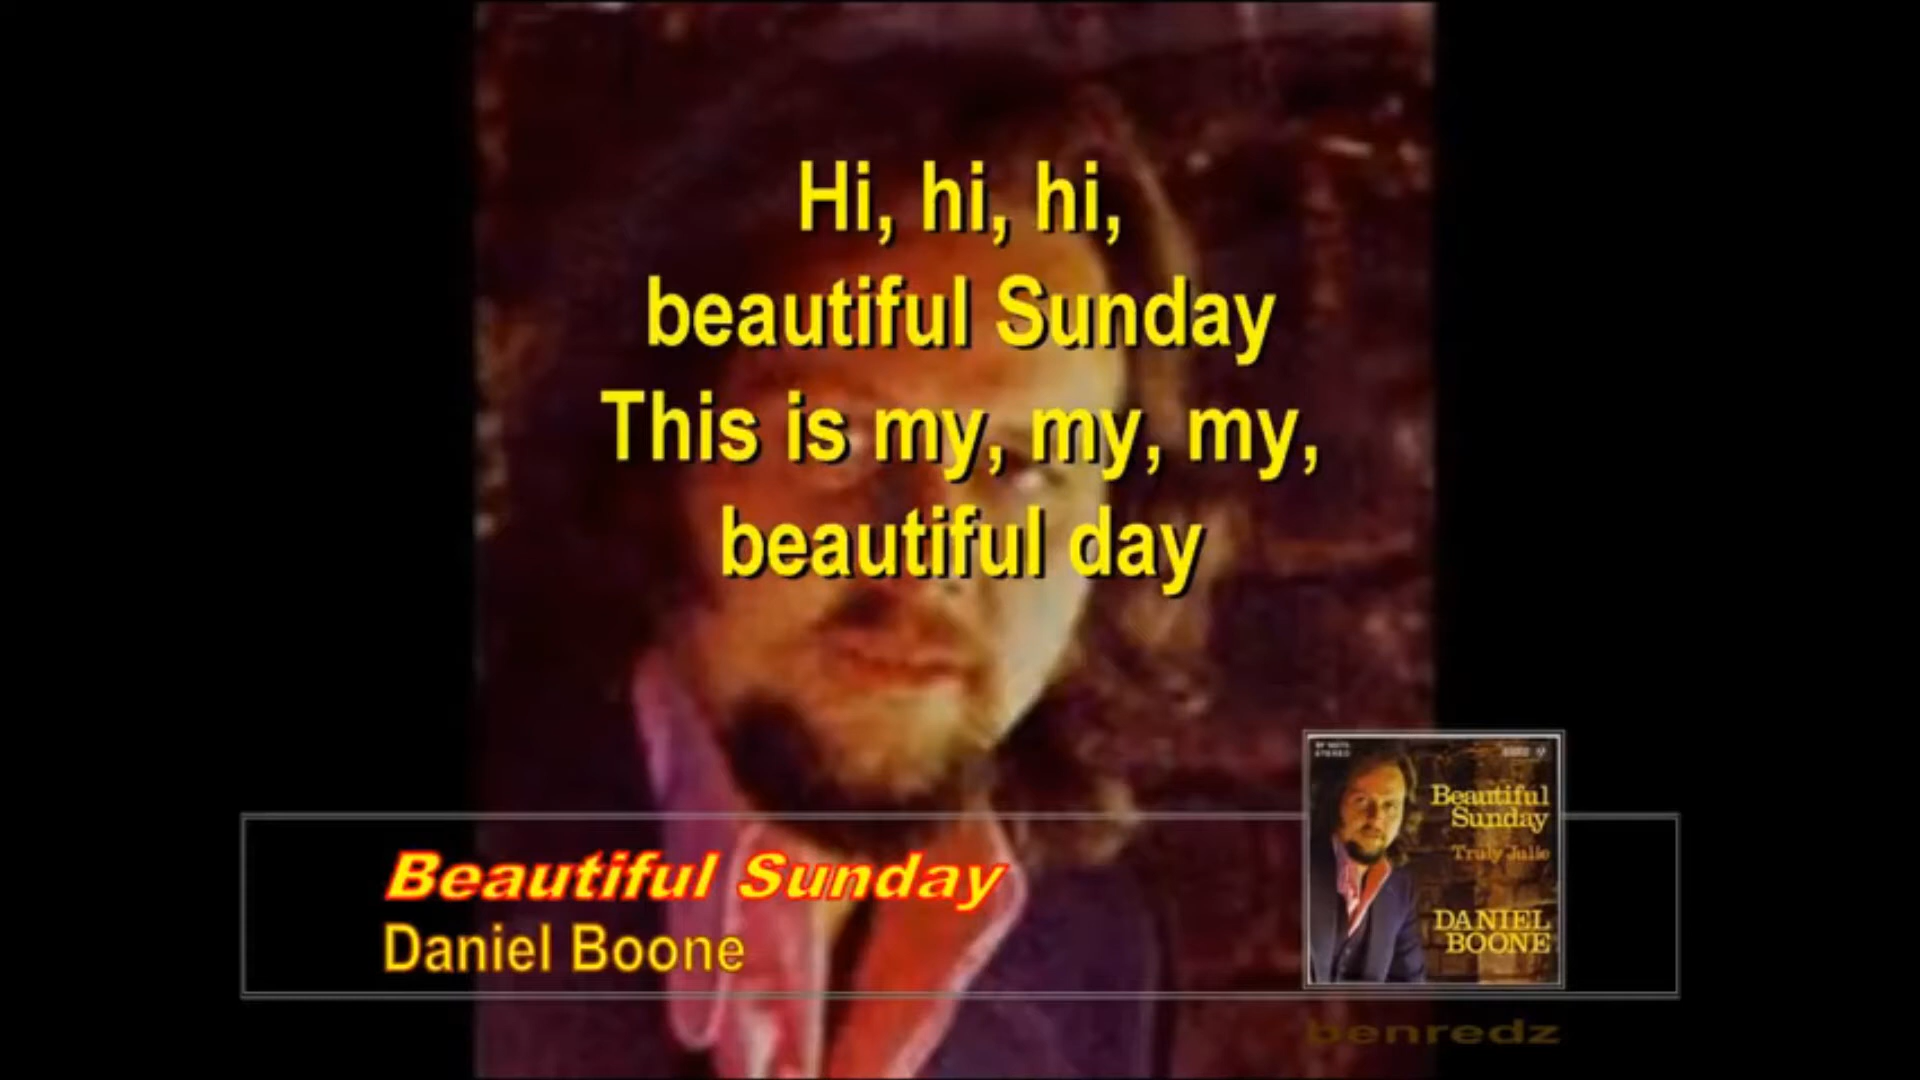 Hi, hi, hi,
beautiful Sunday
This is my, my, my,
beautiful day
Beautiful Sunday
Daniel Boone
STEREO
Beautiful
Sunday
Truly Julie
DANIEL
BOONE
benredz